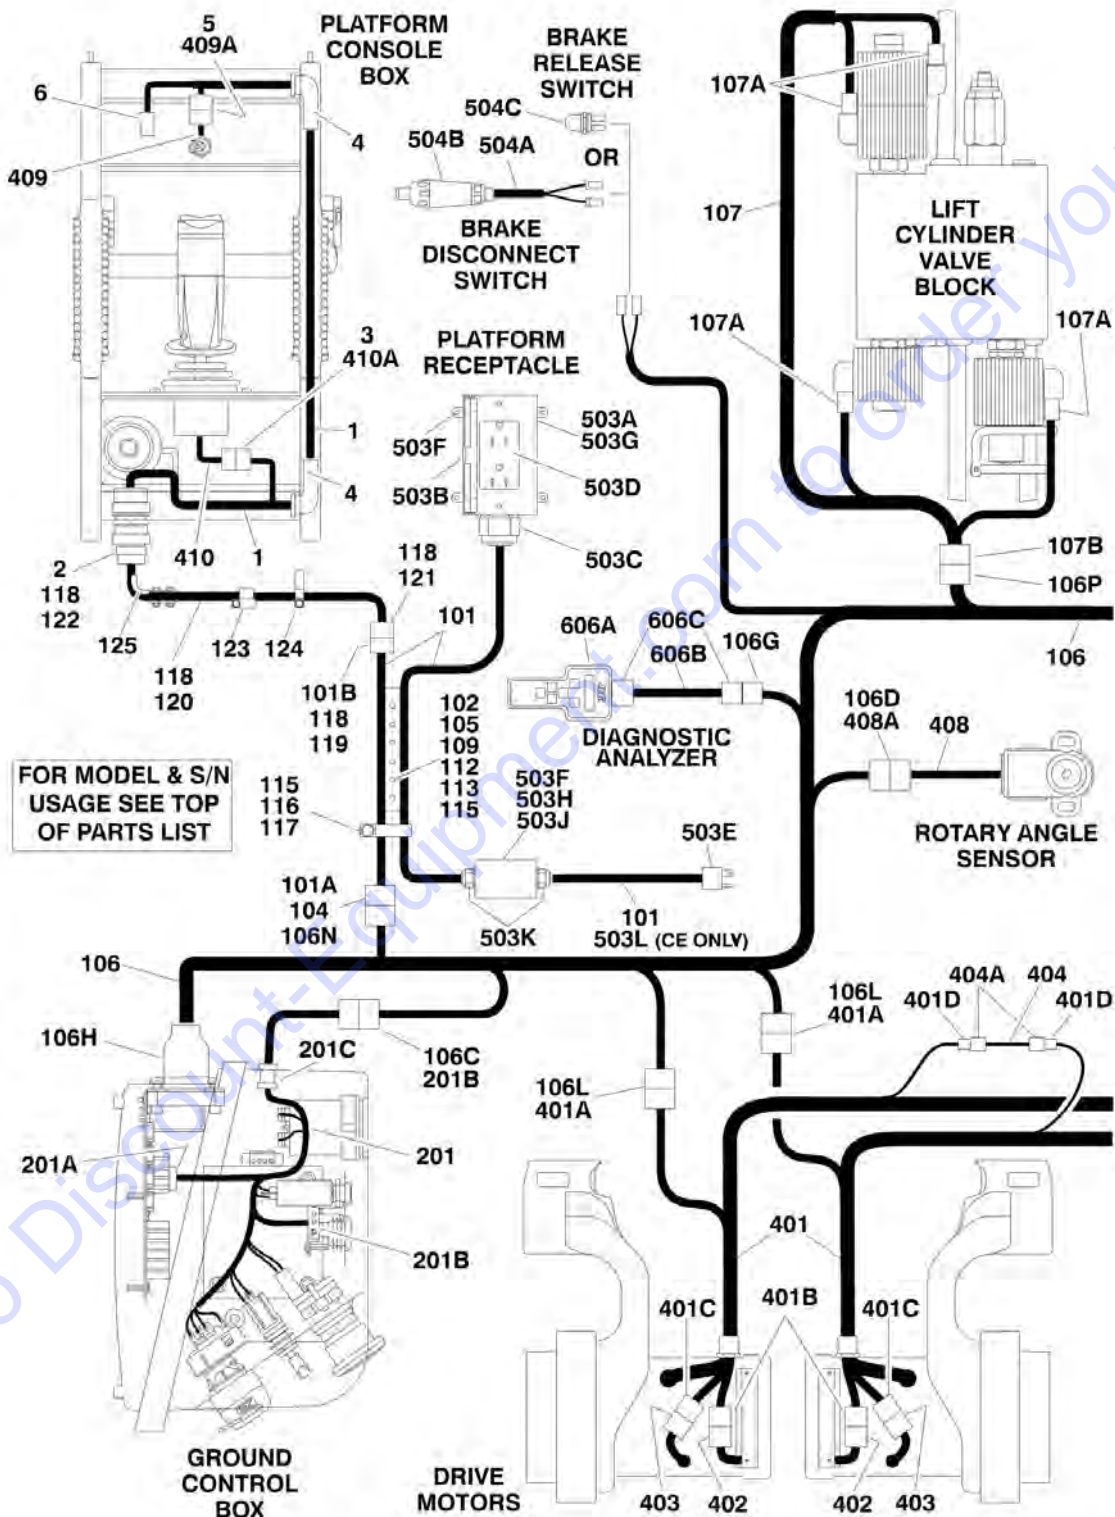 5
409A
PLATFORM
CONSOLE
BOX
6
4
409
3
410A
1
4
410
1
2
118
122
125
118
120
123
124
118
121
101
101B
118
119
102
105
109
112
113
115
115
116
117
101A
104
106N
FOR MODEL & S/N
USAGE SEE TOP
OF PARTS LIST
BRAKE
RELEASE
SWITCH
504C
504B
504A
OR
BRAKE
DISCONNECT
SWITCH
PLATFORM
RECEPTACLE
503F
503B
503A
503G
503D
503C
107A
107
LIFT
CYLINDER
VALVE
BLOCK
107A
107A
107B
106P
106
606A
606C
606B
106G
DIAGNOSTIC
ANALYZER
106D
408A
408
ROTARY ANGLE
SENSOR
503F
503H
503J
503E
503K
101
503L (CE ONLY)
106
106H
201C
106C
201B
201A
201
201B
GROUND
CONTROL
BOX
106L
401A
106L
401A
404A
404
401D
401D
401
401C
401B
401C
403
402
402
403
DRIVE
MOTORS
Discount-Equipment.com to order you